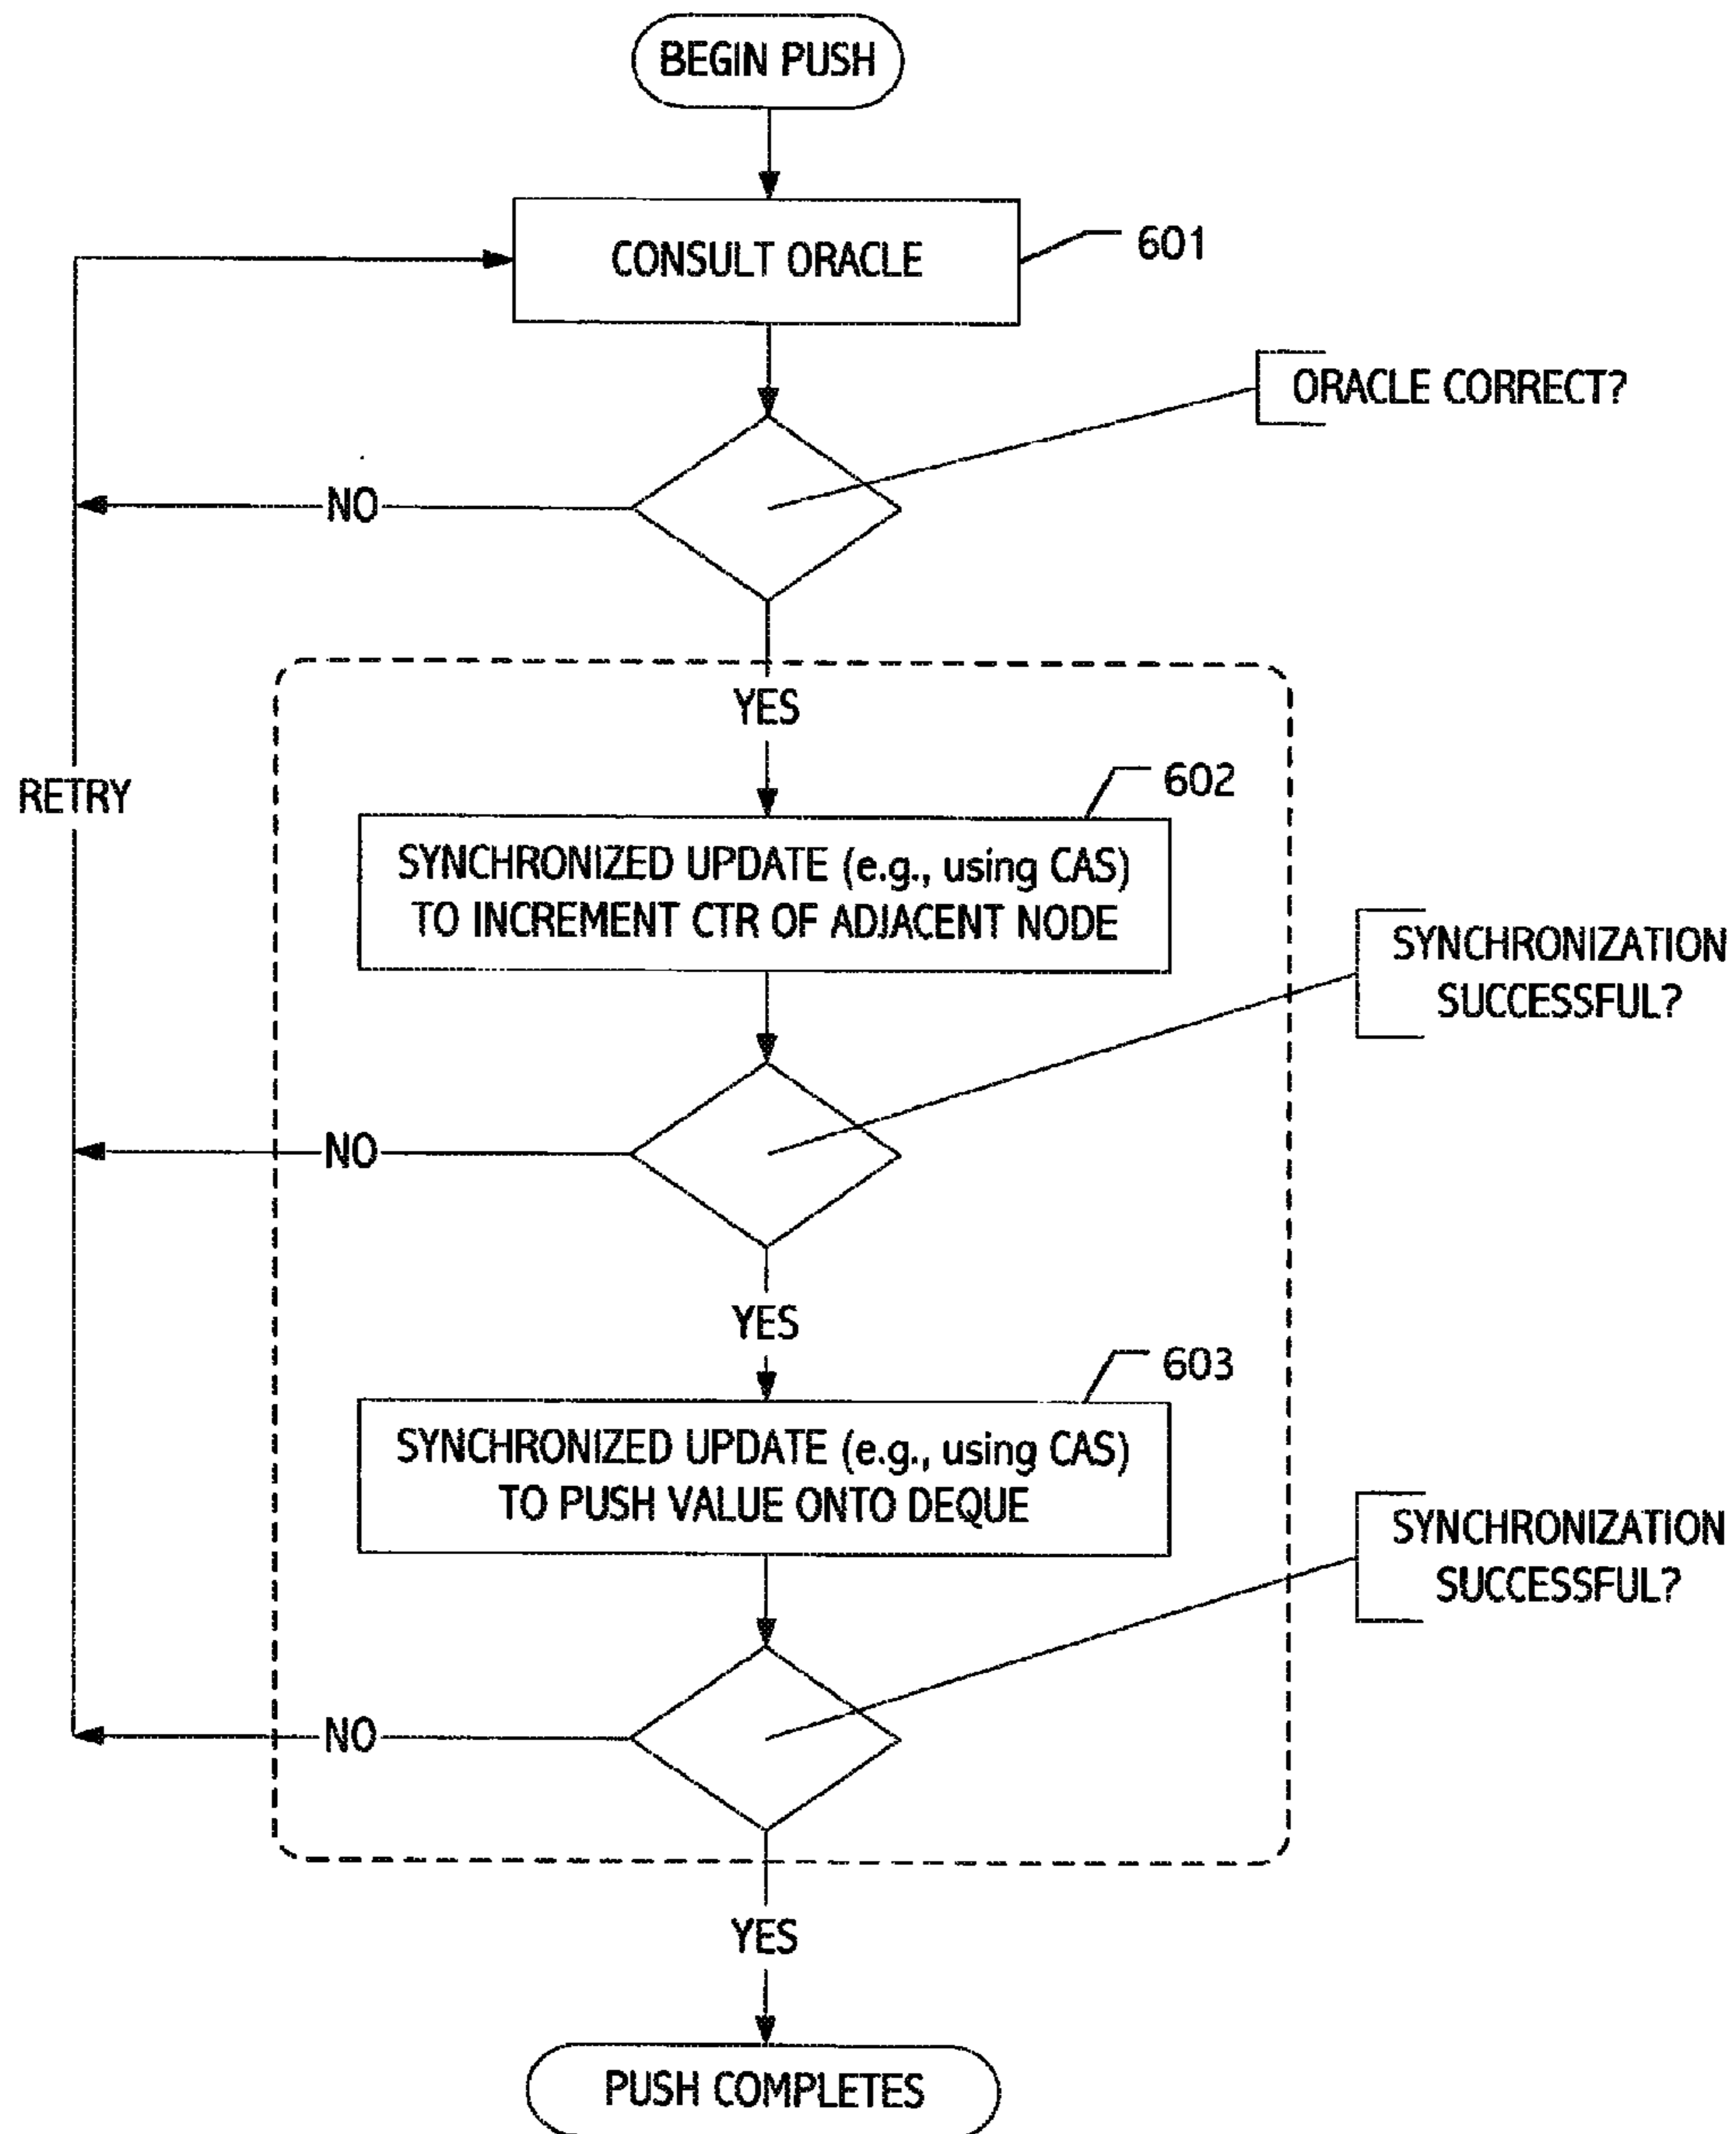 BEGIN PUSH
CONSULT ORACLE
601
ORACLE CORRECT?
NO
YES
RETRY
602
SYNCHRONIZED UPDATE (e.g., using CAS)
TO INCREMENT CTR OF ADJACENT NODE
SYNCHRONIZATION
SUCCESSFUL?
NO
YES
603
SYNCHRONIZED UPDATE (e.g., using CAS)
TO PUSH VALUE ONTO DEQUE
SYNCHRONIZATION
SUCCESSFUL?
NO
YES
PUSH COMPLETES